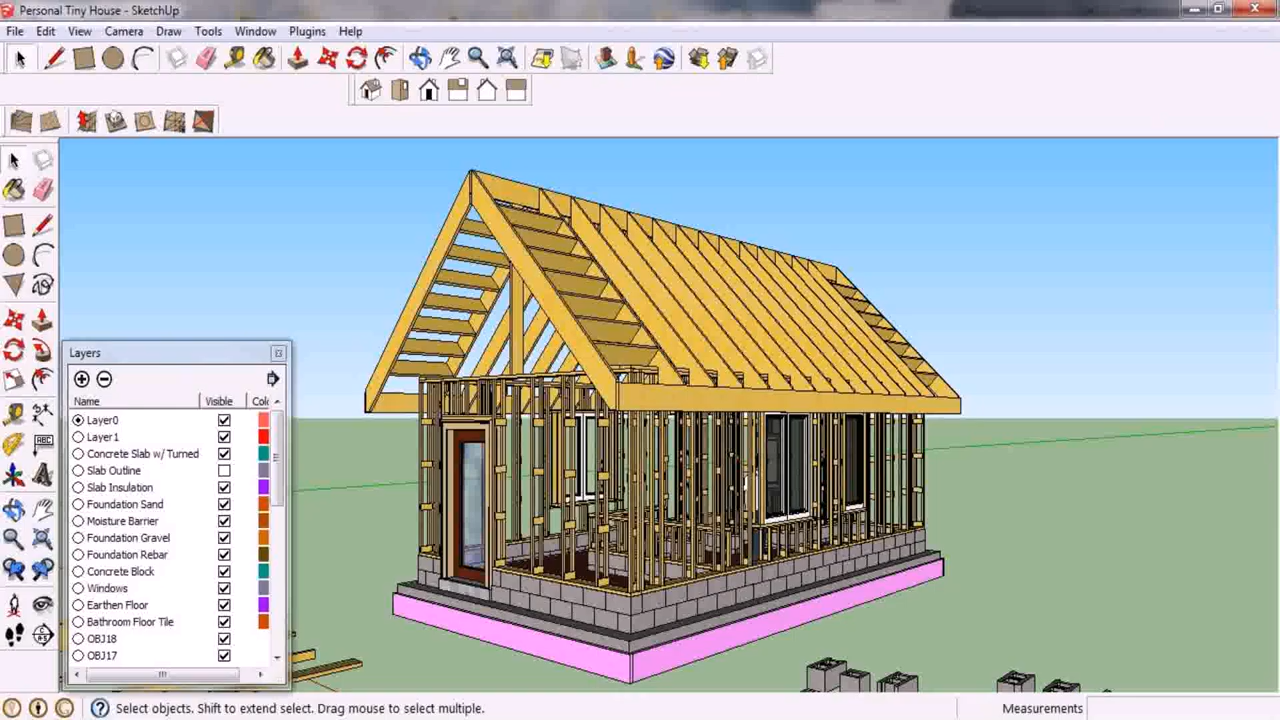 Personal Tiny House - SketchUp
File Edit View Camera Draw Tools Window Plugins Help
Layers
Name Visible Colc
Layer0
Layer1
Concrete Slab w/ Turned
Slab Outline
Slab Insulation
Foundation Sand
Moisture Barrier
Foundation Gravel
Foundation Rebar
Concrete Block
Windows
Earthen Floor
Bathroom Floor Tile
OBJ18
OBJ17
ABC
Select objects. Shift to extend select. Drag mouse to select multiple.
Measurements